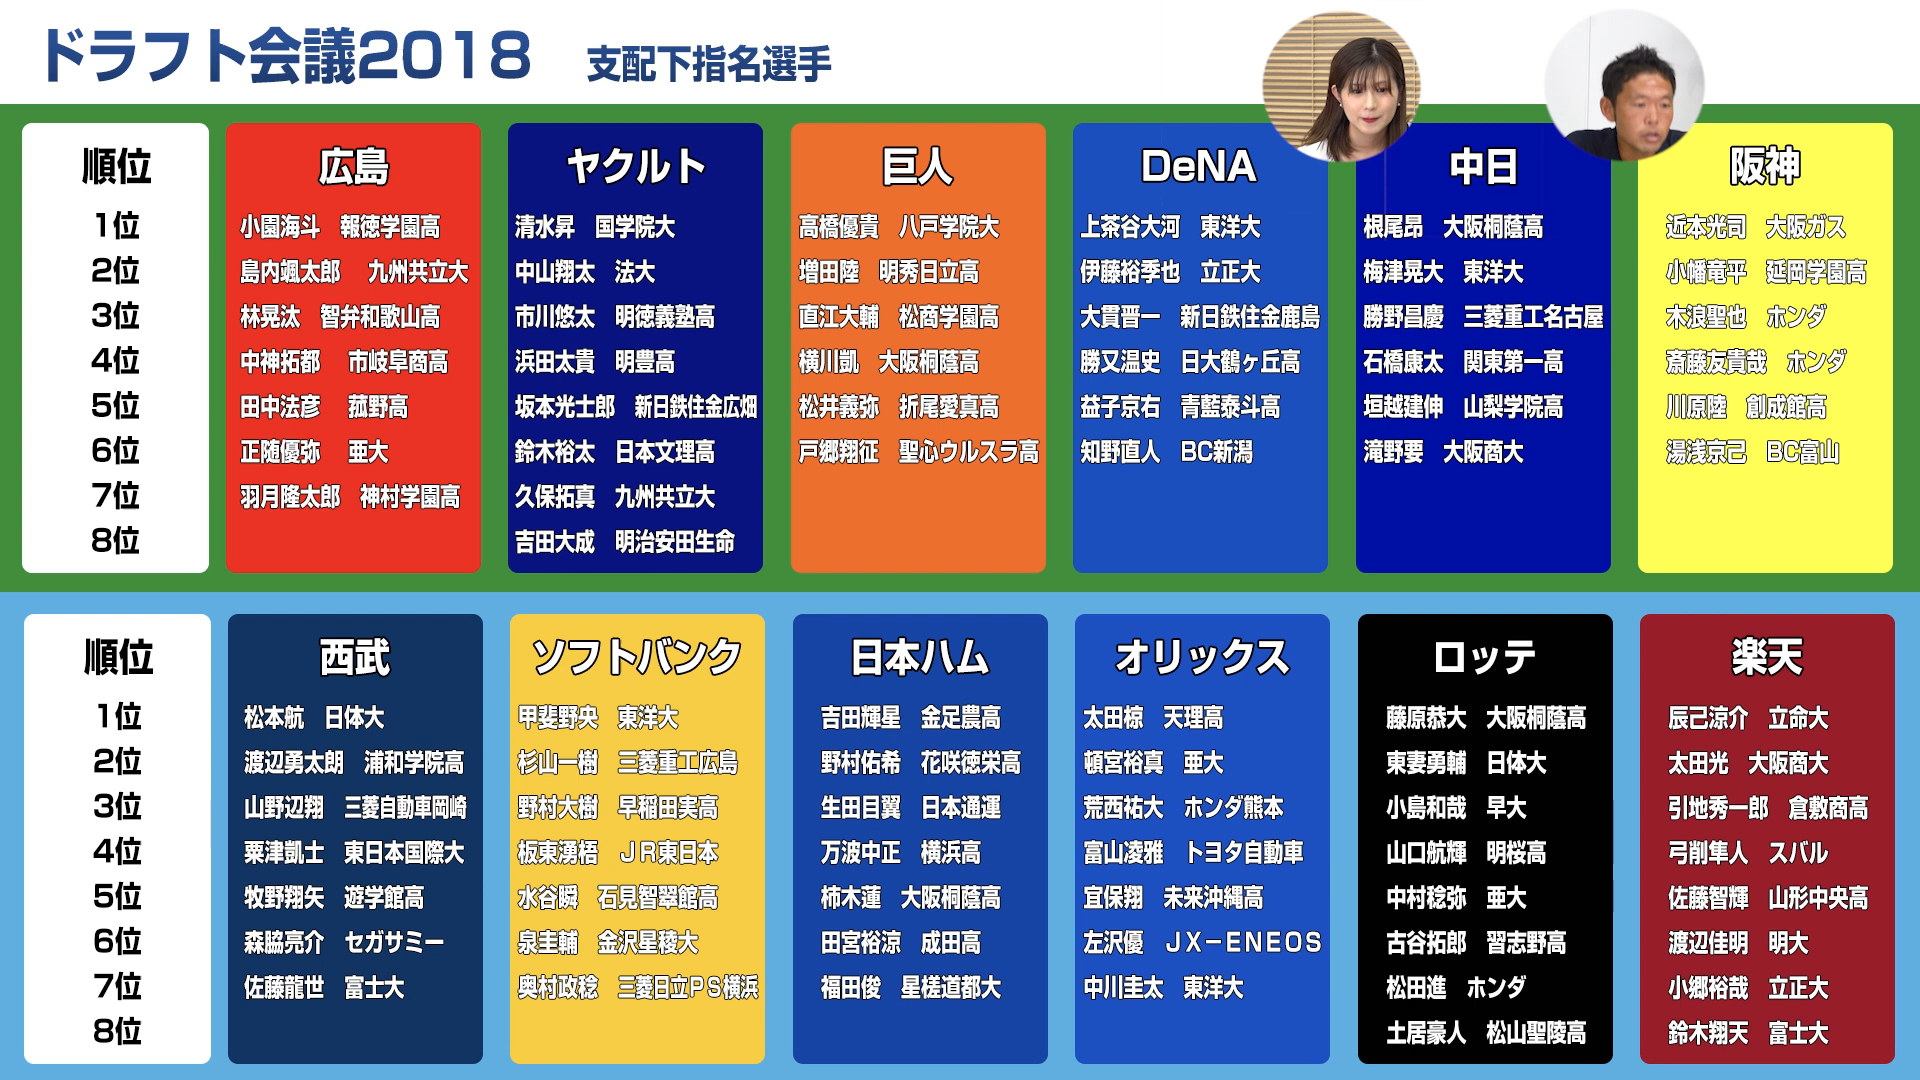 ドラフト会議2018　支配下指名選手
順位
1位
2位
3位
4位
5位
6位
7位
8位
広島
小園海斗　報徳学園高
島内颯太郎　九州共立大
林晃汰　智弁和歌山高
中神拓都　市岐阜商高
田中法彦　菰野高
正随優弥　亜大
羽月隆太郎　神村学園高
ヤクルト
清水昇　国学院大
中山翔太　法大
市川悠太　明徳義塾高
浜田太貴　明豊高
坂本光士郎　新日鉄住金広畑
鈴木裕太　日本文理高
久保拓真　九州共立大
吉田大成　明治安田生命
巨人
高橋優貴　八戸学院大
増田陸　明秀日立高
直江大輔　松商学園高
横川凱　大阪桐蔭高
松井義弥　折尾愛真高
戸郷翔征　聖心ウルスラ高
DeNA
上茶谷大河　東洋大
伊藤裕季也　立正大
大貫晋一　新日鉄住金鹿島
勝又温史　日大鶴ヶ丘高
益子京右　青藍泰斗高
知野直人　BC新潟
中日
根尾昂　大阪桐蔭高
梅津晃大　東洋大
勝野昌慶　三菱重工名古屋
石橋康太　関東第一高
垣越建伸　山梨学院高
滝野要　大阪商大
阪神
近本光司　大阪ガス
小幡竜平　延岡学園高
木浪聖也　ホンダ
斎藤友貴哉　ホンダ
川原陸　創成館高
湯浅京己　BC富山
順位
1位
2位
3位
4位
5位
6位
7位
8位
西武
松本航　日体大
渡辺勇太朗　浦和学院高
山野辺翔　三菱自動車岡崎
粟津凱士　東日本国際大
牧野翔矢　遊学館高
森脇亮介　セガサミー
佐藤龍世　富士大
ソフトバンク
甲斐野央　東洋大
杉山一樹　三菱重工広島
野村大樹　早稲田実高
板東湧梧　ＪＲ東日本
水谷瞬　石見智翠館高
泉圭輔　金沢星稜大
奥村政稔　三菱日立ＰＳ横浜
日本ハム
吉田輝星　金足農高
野村佑希　花咲徳栄高
生田目翼　日本通運
万波中正　横浜高
柿木蓮　大阪桐蔭高
田宮裕涼　成田高
福田俊　星槎道都大
オリックス
太田椋　天理高
頓宮裕真　亜大
荒西祐大　ホンダ熊本
富山凌雅　トヨタ自動車
宜保翔　未来沖縄高
左沢優　ＪＸ－ＥＮＥＯＳ
中川圭太　東洋大
ロッテ
藤原恭大　大阪桐蔭高
東妻勇輔　日体大
小島和哉　早大
山口航輝　明桜高
中村稔弥　亜大
古谷拓郎　習志野高
松田進　ホンダ
土居豪人　松山聖陵高
楽天
辰己涼介　立命大
太田光　大阪商大
引地秀一郎　倉敷商高
弓削隼人　スバル
佐藤智輝　山形中央高
渡辺佳明　明大
小郷裕哉　立正大
鈴木翔天　富士大